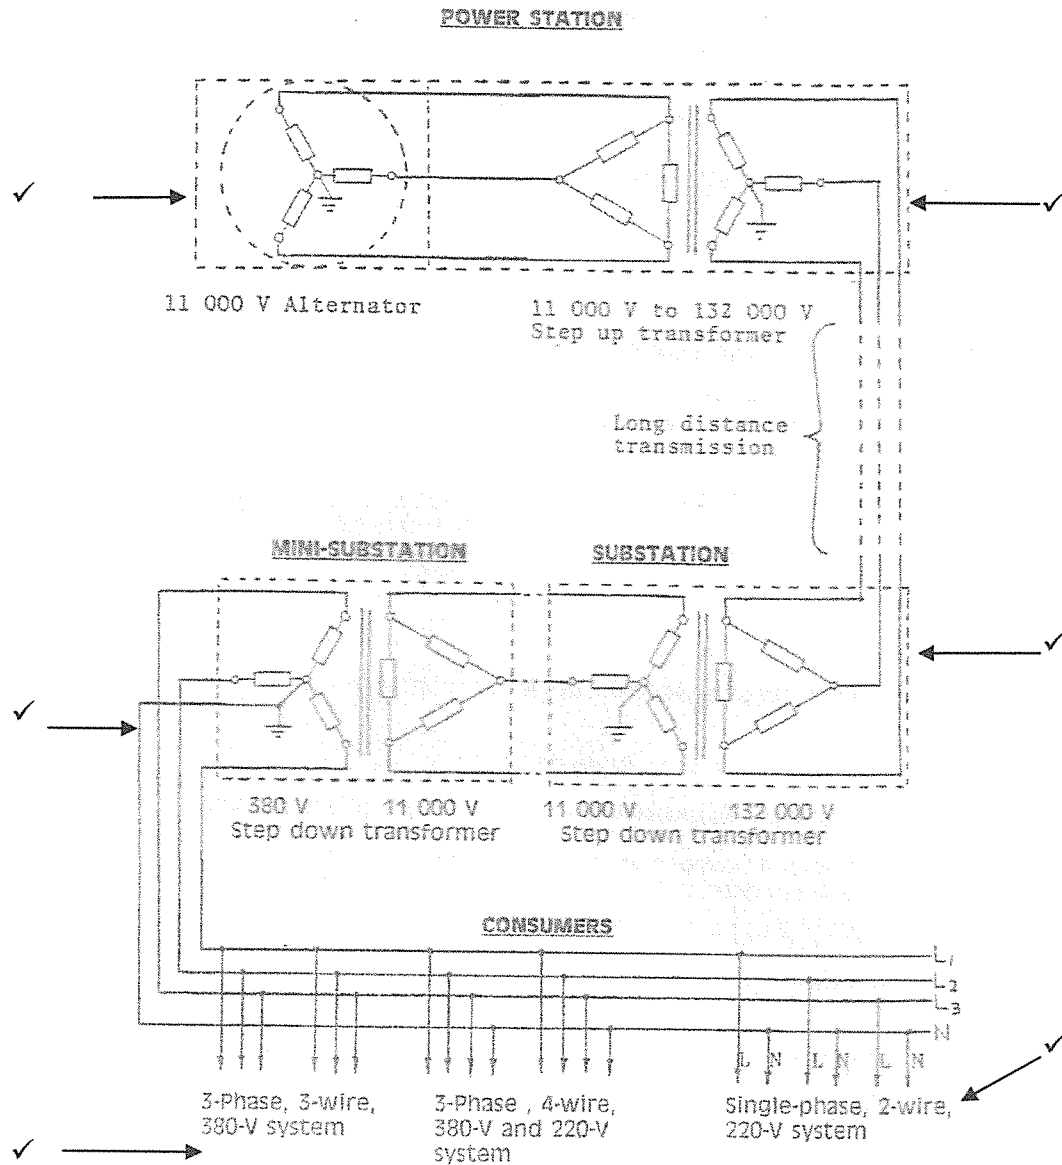 POWER STATION
11 000 V Alternator
11 000 V to 132 000 V
Step up transformer
Long distance
transmission
MINI-SUBSTATION
SUBSTATION
380 V 11 000 V
Step down transformer
11 000 V 132 000 V
Step down transformer
CONSUMERS
L1
L2
L3
N
L N L N L N
3-Phase, 3-wire,
380-V system
3-Phase , 4-wire,
380-V and 220-V
system
Single-phase, 2-wire,
220-V system